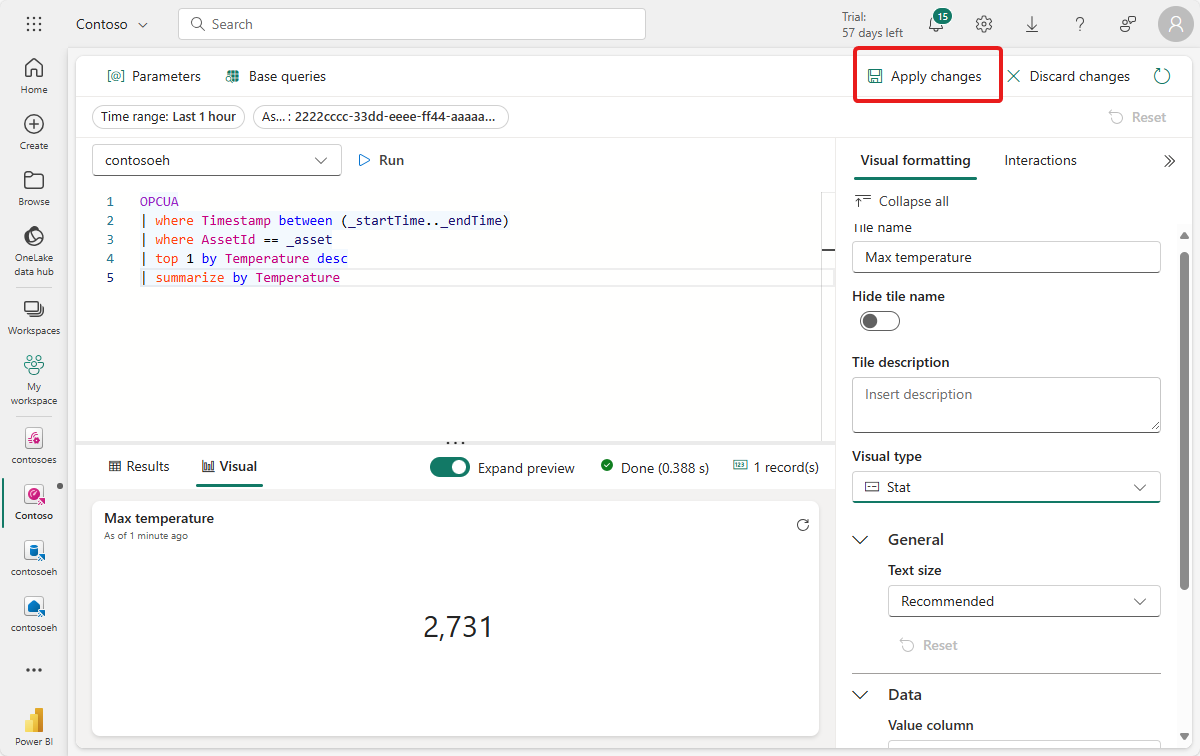 Contoso
Search
Trial:
57 days left
15
Home
Create
Browse
OneLake
data hub
Workspaces
My
workspace
contosoes
Contoso
contosoeh
contosoeh
Power BI
[@] Parameters
Base queries
Apply changes
Discard changes
Time range: Last 1 hour
As... : 2222cccc-33dd-eeee-ff44-aaaaa...
Reset
contosoeh
Run
1 OPCUA
2 | where Timestamp between (_startTime.._endTime)
3 | where AssetId == _asset
4 | top 1 by Temperature desc
5 | summarize by Temperature
Results
Visual
Expand preview
Done (0.388 s)
123
1 record(s)
Max temperature
As of 1 minute ago
2,731
Visual formatting
Interactions
Collapse all
Tile name
Max temperature
Hide tile name
Tile description
Insert description
Visual type
Stat
General
Text size
Recommended
Reset
Data
Value column